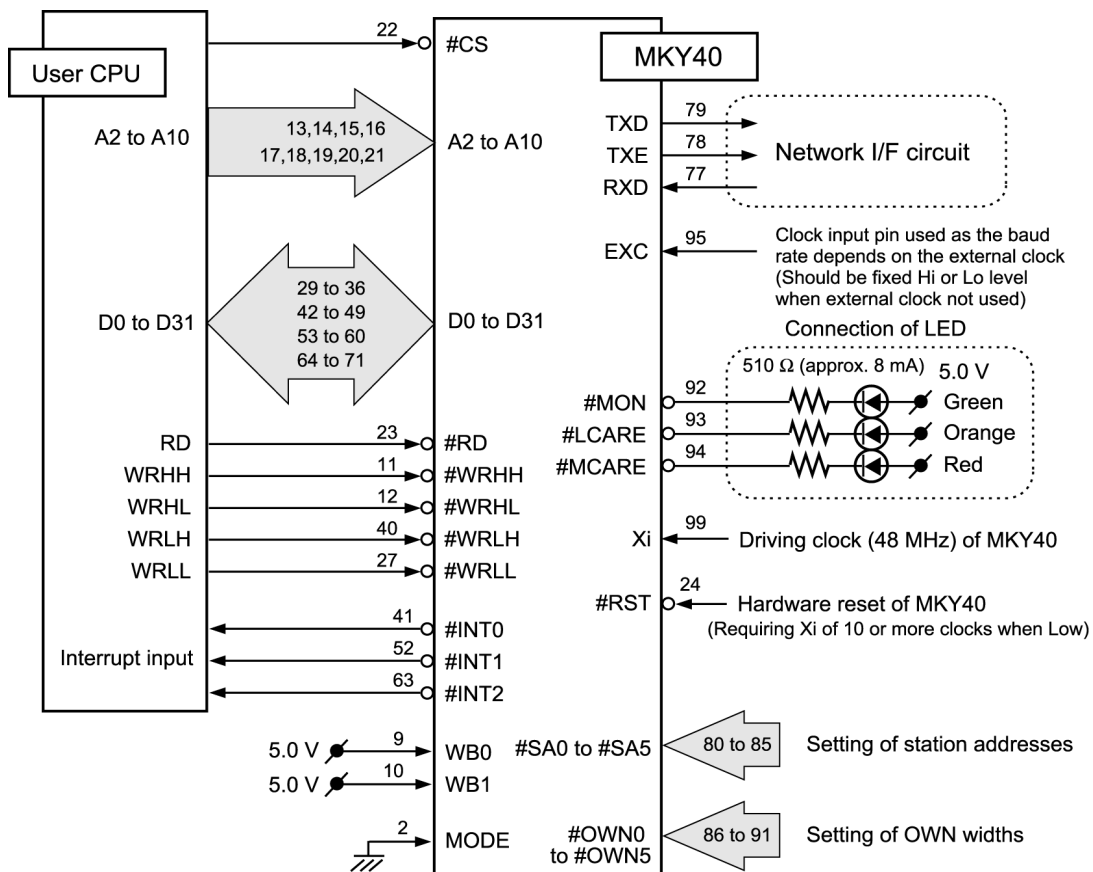 User CPU
22
#CS
MKY40
A2 to A10
13,14,15,16
17,18,19,20,21
A2 to A10
TXD
79
TXE
78
RXD
77
Network I/F circuit
EXC
95
Clock input pin used as the baud
rate depends on the external clock
(Should be fixed Hi or Lo level
when external clock not used)
D0 to D31
29 to 36
42 to 49
53 to 60
64 to 71
D0 to D31
Connection of LED
510 Ω (approx. 8 mA)
5.0 V
#MON
92
Green
#LCARE
93
Orange
#MCARE
94
Red
RD
23
#RD
WRHH
11
#WRHH
WRHL
12
#WRHL
WRLH
40
#WRLH
WRLL
27
#WRLL
Xi
99
Driving clock (48 MHz) of MKY40
#RST
24
Hardware reset of MKY40
(Requiring Xi of 10 or more clocks when Low)
41
#INT0
Interrupt input
52
#INT1
63
#INT2
5.0 V
9
WB0
5.0 V
10
WB1
#SA0 to #SA5
80 to 85
Setting of station addresses
2
MODE
#OWN0
to #OWN5
86 to 91
Setting of OWN widths